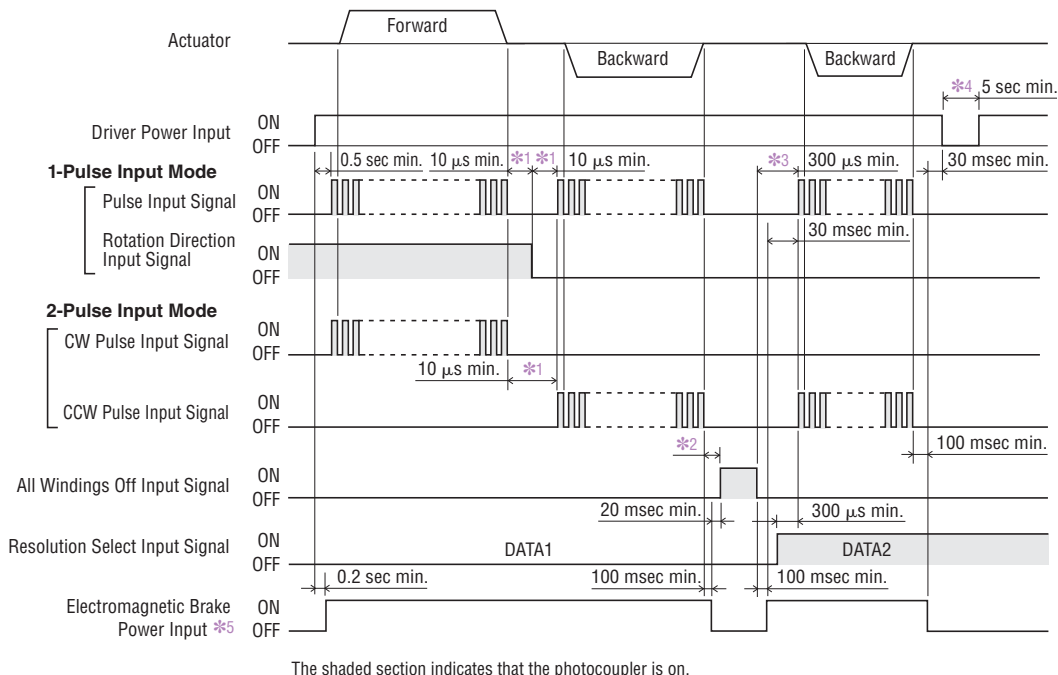 Forward
Actuator
Backward
Backward
✻4 5 sec min.
Driver Power Input ON
OFF
0.5 sec min. 10 μs min. ✻1 ✻1 10 μs min. ✻3 300 μs min. 30 msec min.
1-Pulse Input Mode
Pulse Input Signal ON
OFF
30 msec min.
Rotation Direction
Input Signal ON
OFF
2-Pulse Input Mode
CW Pulse Input Signal ON
OFF
10 μs min. ✻1
CCW Pulse Input Signal ON
OFF
✻2 100 msec min.
All Windings Off Input Signal ON
OFF
20 msec min. 300 μs min.
Resolution Select Input Signal ON
OFF
DATA1 DATA2
0.2 sec min. 100 msec min. 100 msec min.
Electromagnetic Brake ON
Power Input ✻5 OFF
The shaded section indicates that the photocoupler is on.